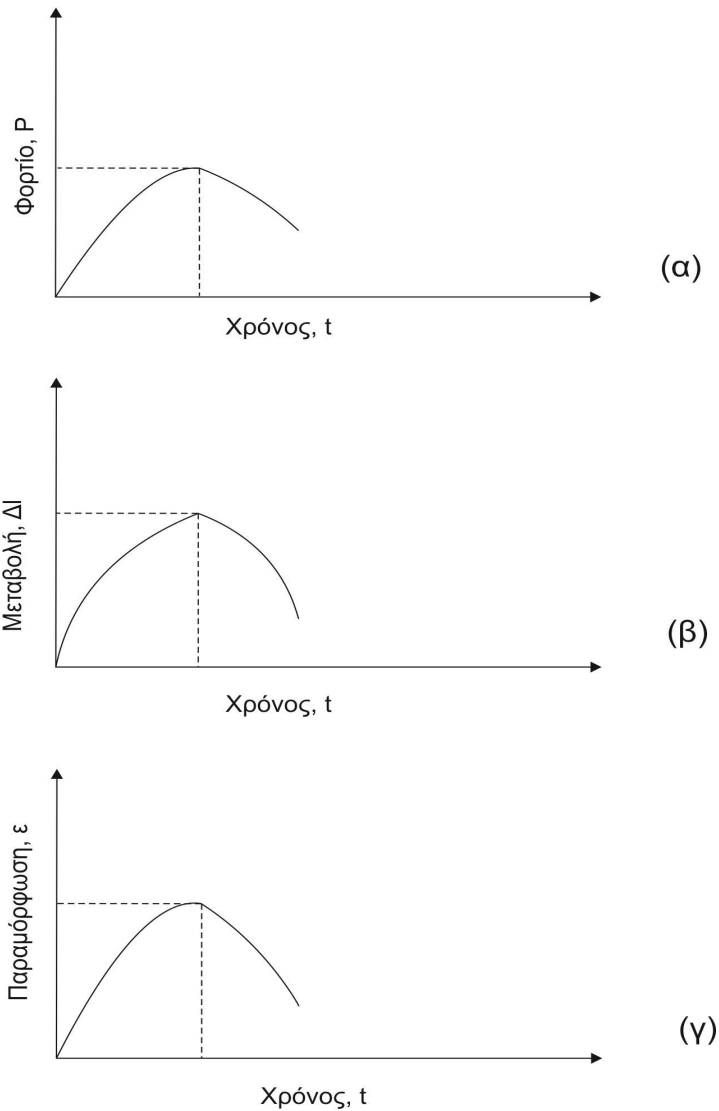 Φορτίο, P
Χρόνος, t
(α)
Μεταβολή, Δl
Χρόνος, t
(β)
Παραμόρφωση, ε
Χρόνος, t
(γ)